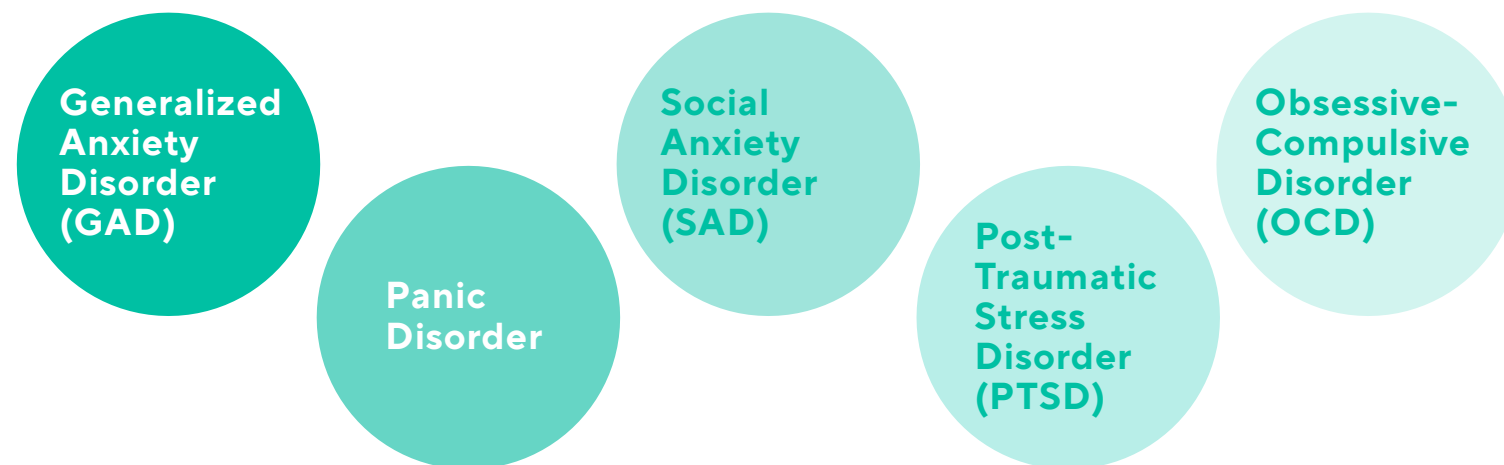 Generalized
Anxiety
Disorder
(GAD)
Panic
Disorder
Social
Anxiety
Disorder
(SAD)
Post-
Traumatic
Stress
Disorder
(PTSD)
Obsessive-
Compulsive
Disorder
(OCD)